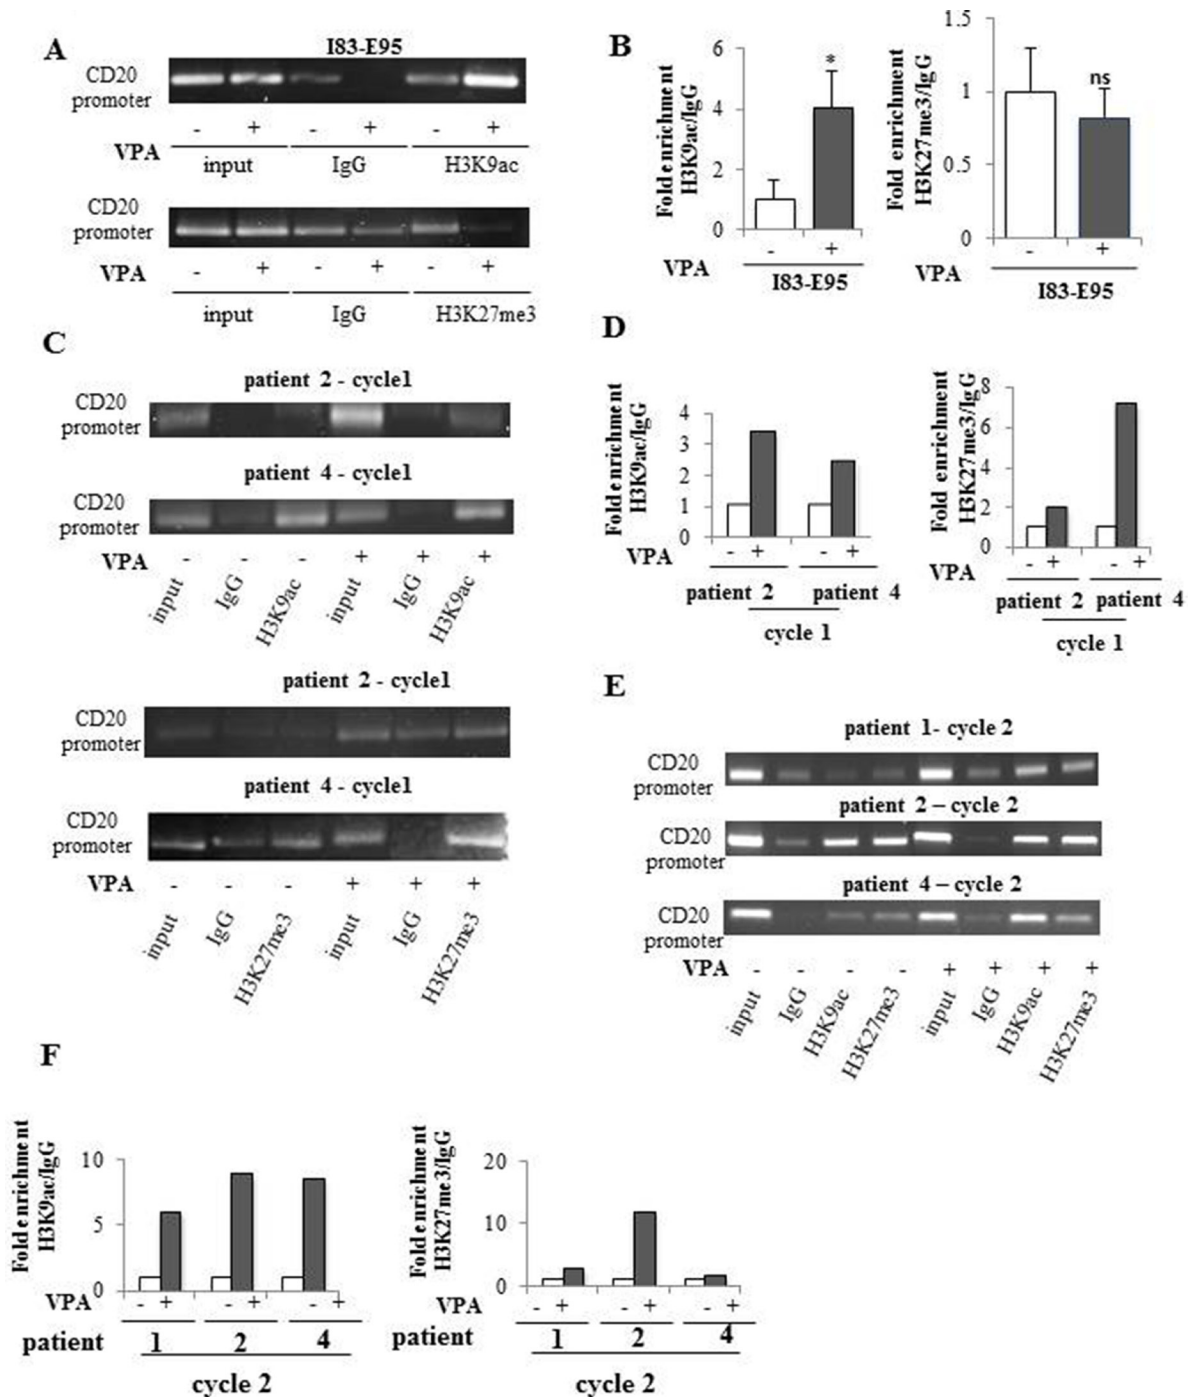 A
I83-E95
CD20
promoter
- + - + - +
VPA
input IgG H3K9ac
CD20
promoter
VPA - + - + - +
input IgG H3K27me3
B
Fold enrichment
H3K9ac/IgG
6
4
2
0
*
- +
VPA
I83-E95
Fold enrichment
H3K27me3/IgG
1.5
1
0.5
0
ns
- +
VPA
I83-E95
C
patient 2 - cycle1
CD20
promoter
patient 4 - cycle1
CD20
promoter
VPA - - - + + +
input IgG H3K9ac input IgG H3K9ac
patient 2 - cycle1
CD20
promoter
patient 4 - cycle1
CD20
promoter
VPA - - - + + +
input IgG H3K27me3 input IgG H3K27me3
D
Fold enrichment
H3K9ac/IgG
4
3
2
1
0
VPA - + - +
patient 2 patient 4
cycle 1
Fold enrichment
H3K27me3/IgG
8
6
4
2
0
VPA - + - +
patient 2 patient 4
cycle 1
E
patient 1- cycle 2
CD20
promoter
patient 2 – cycle 2
CD20
promoter
patient 4 – cycle 2
CD20
promoter
VPA - - - - + + + +
input IgG H3K9ac H3K27me3 input IgG H3K9ac H3K27me3
F
Fold enrichment
H3K9ac/IgG
10
5
0
VPA - + - + - +
patient 1 2 4
cycle 2
Fold enrichment
H3K27me3/IgG
20
10
0
VPA - + - + - +
patient 1 2 4
cycle 2